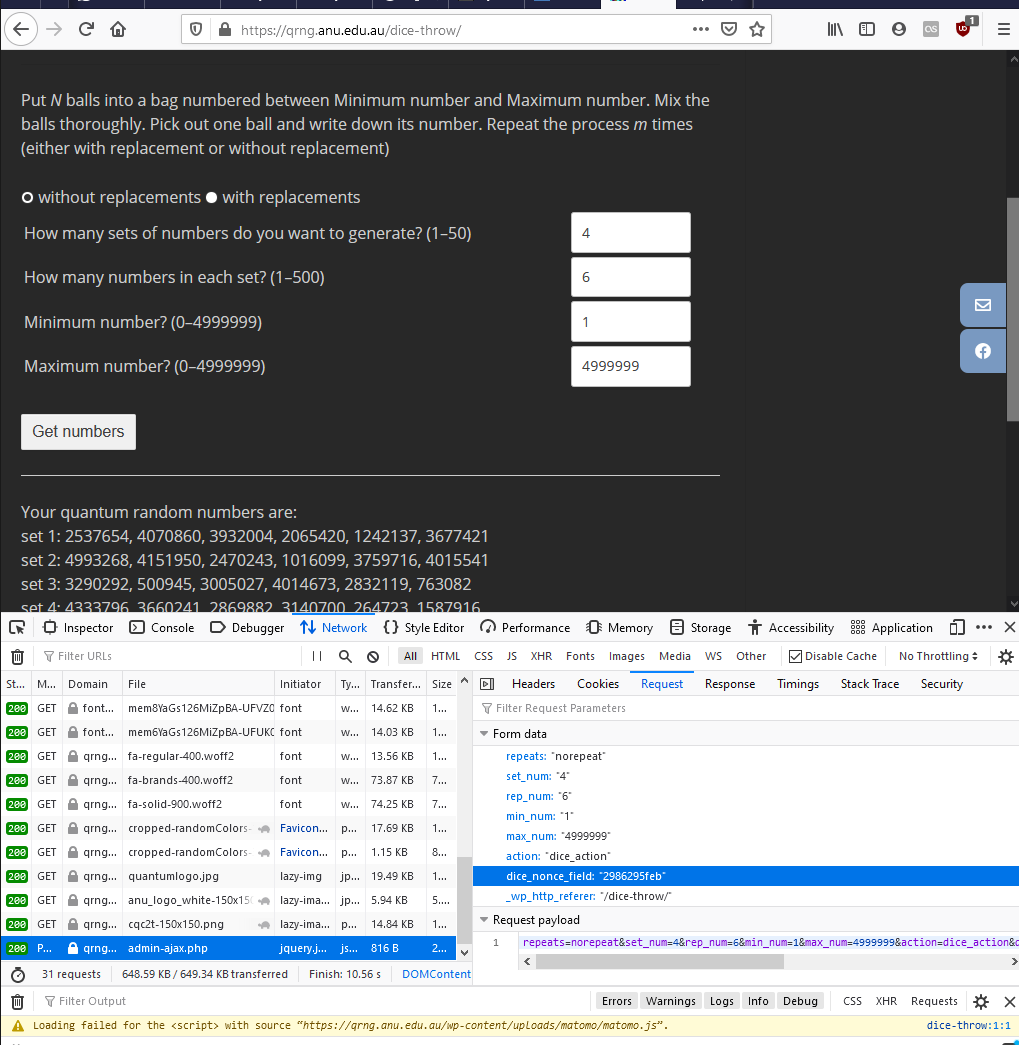 https://qrng.anu.edu.au/dice-throw/
1
Put N balls into a bag numbered between Minimum number and Maximum number. Mix the
balls thoroughly. Pick out one ball and write down its number. Repeat the process m times
(either with replacement or without replacement)
without replacements with replacements
How many sets of numbers do you want to generate? (1–50) 4
How many numbers in each set? (1–500) 6
Minimum number? (0–4999999) 1
Maximum number? (0–4999999) 4999999
Get numbers
Your quantum random numbers are:
set 1: 2537654, 4070860, 3932004, 2065420, 1242137, 3677421
set 2: 4993268, 4151950, 2470243, 1016099, 3759716, 4015541
set 3: 3290292, 500945, 3005027, 4014673, 2832119, 763082
set 4: 4333796, 3660241, 2869882, 3140700, 264723, 1587916
Inspector Console Debugger Network Style Editor Performance Memory Storage Accessibility Application
Filter URLs All HTML CSS JS XHR Fonts Images Media WS Other Disable Cache No Throttling
St... M... Domain File Initiator Ty... Transfer... Size
200 GET font... mem8YaGs126MiZpBA-UFVZ0 font w... 14.62 KB 1...
200 GET font... mem6YaGs126MiZpBA-UFUK0 font w... 14.03 KB 1...
200 GET qrng... fa-regular-400.woff2 font w... 13.56 KB 1...
200 GET qrng... fa-brands-400.woff2 font w... 73.87 KB 7...
200 GET qrng... fa-solid-900.woff2 font w... 74.25 KB 7...
200 GET qrng... cropped-randomColors- Favicon... p... 17.69 KB 1...
200 GET qrng... cropped-randomColors- Favicon... p... 1.15 KB 8...
200 GET qrng... quantumlogo.jpg lazy-img jp... 19.49 KB 1...
200 GET qrng... anu_logo_white-150x150 lazy-ima... jp... 5.94 KB 5....
200 GET qrng... cqc2t-150x150.png lazy-ima... p... 14.84 KB 1...
200 P... qrng... admin-ajax.php jquery.j... js... 816 B 2...
31 requests 648.59 KB / 649.34 KB transferred Finish: 10.56 s DOMContent
Headers Cookies Request Response Timings Stack Trace Security
Filter Request Parameters
Form data
repeats: "norepeat"
set_num: "4"
rep_num: "6"
min_num: "1"
max_num: "4999999"
action: "dice_action"
dice_nonce_field: "2986295feb"
_wp_http_referer: "/dice-throw/"
Request payload
1 repeats=norepeat&set_num=4&rep_num=6&min_num=1&max_num=4999999&action=dice_action&
Filter Output Errors Warnings Logs Info Debug CSS XHR Requests
Loading failed for the <script> with source “https://qrng.anu.edu.au/wp-content/uploads/matomo/matomo.js”. dice-throw:1:1